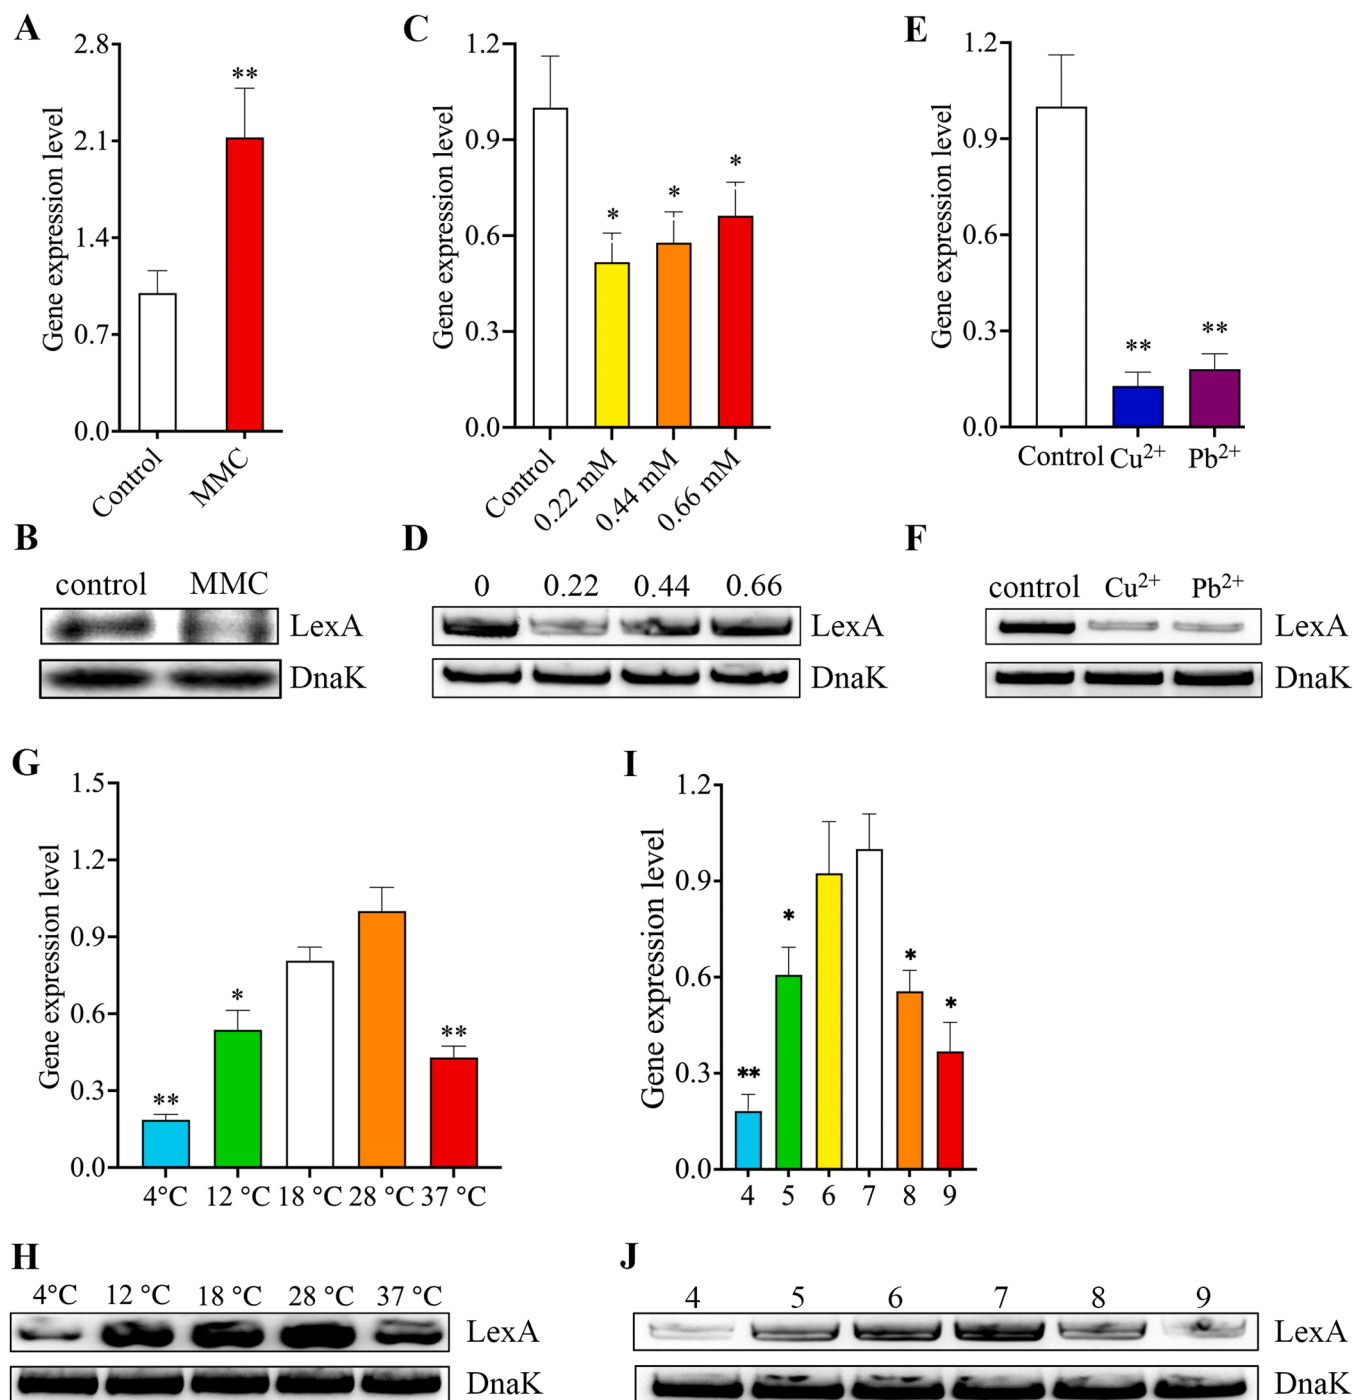 A
Gene expression level
2.8
2.1
1.4
0.7
0.0
**
Control
MMC
C
Gene expression level
1.2
0.9
0.6
0.3
0.0
*
*
*
Control
0.22 mM
0.44 mM
0.66 mM
E
Gene expression level
1.2
0.9
0.6
0.3
0.0
**
**
Control Cu²⁺ Pb²⁺
B
control MMC
LexA
DnaK
D
0 0.22 0.44 0.66
LexA
DnaK
F
control Cu²⁺ Pb²⁺
LexA
DnaK
G
Gene expression level
1.5
1.2
0.9
0.6
0.3
0.0
**
*
**
4°C 12 °C 18 °C 28 °C 37 °C
I
Gene expression level
1.2
0.9
0.6
0.3
0.0
**
*
*
*
4 5 6 7 8 9
H
4°C 12 °C 18 °C 28 °C 37 °C
LexA
DnaK
J
4 5 6 7 8 9
LexA
DnaK